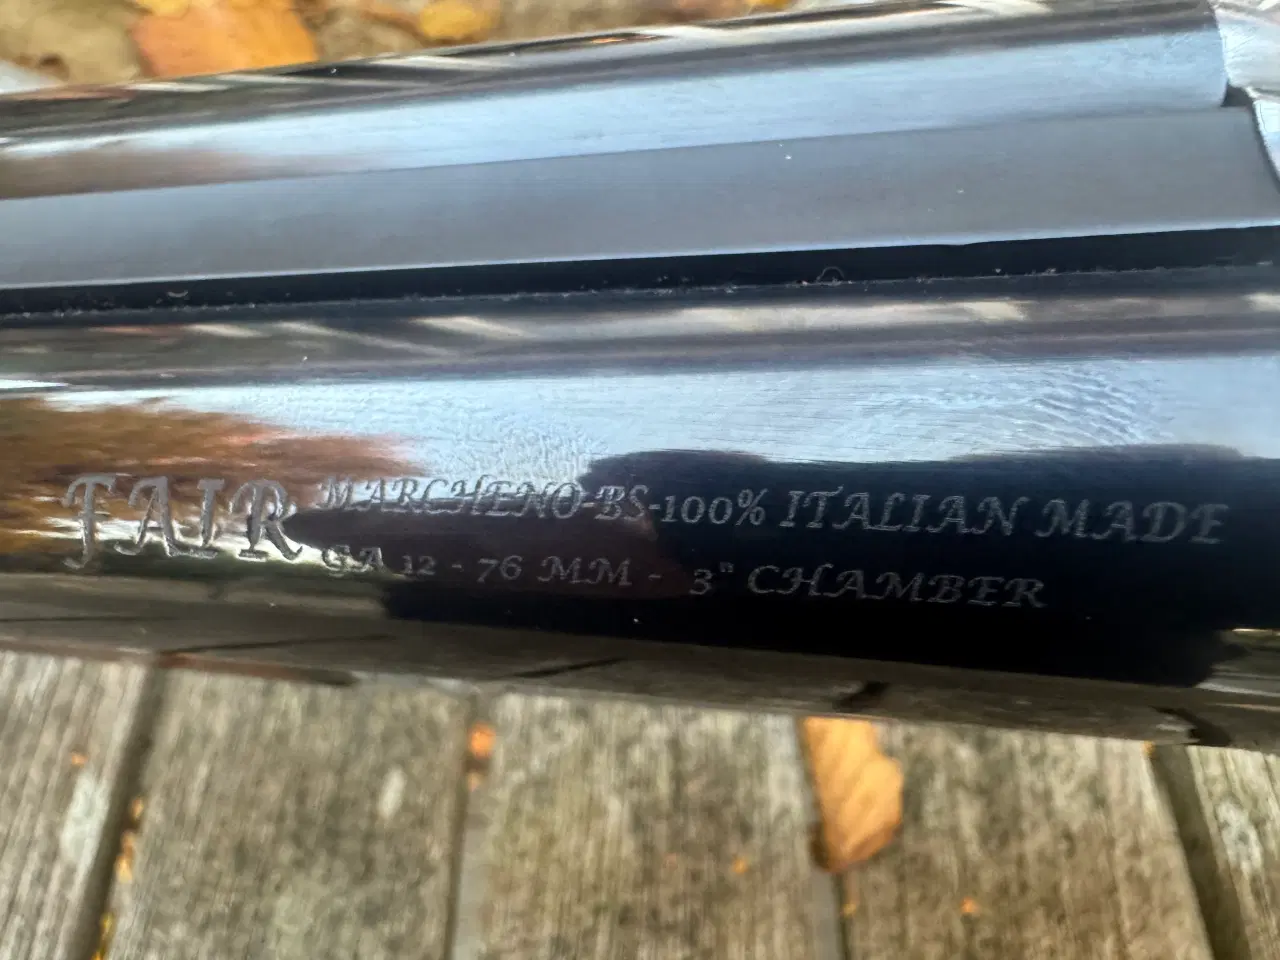 FAIR MARCHENO-BS-100% ITALIAN MADE
GA 12 - 76 MM - 3" CHAMBER